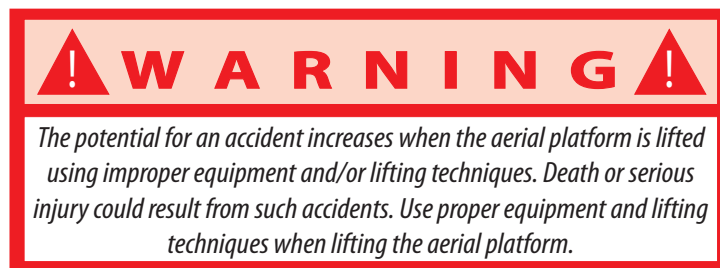 WARNING
The potential for an accident increases when the aerial platform is lifted
using improper equipment and/or lifting techniques. Death or serious
injury could result from such accidents. Use proper equipment and lifting
techniques when lifting the aerial platform.